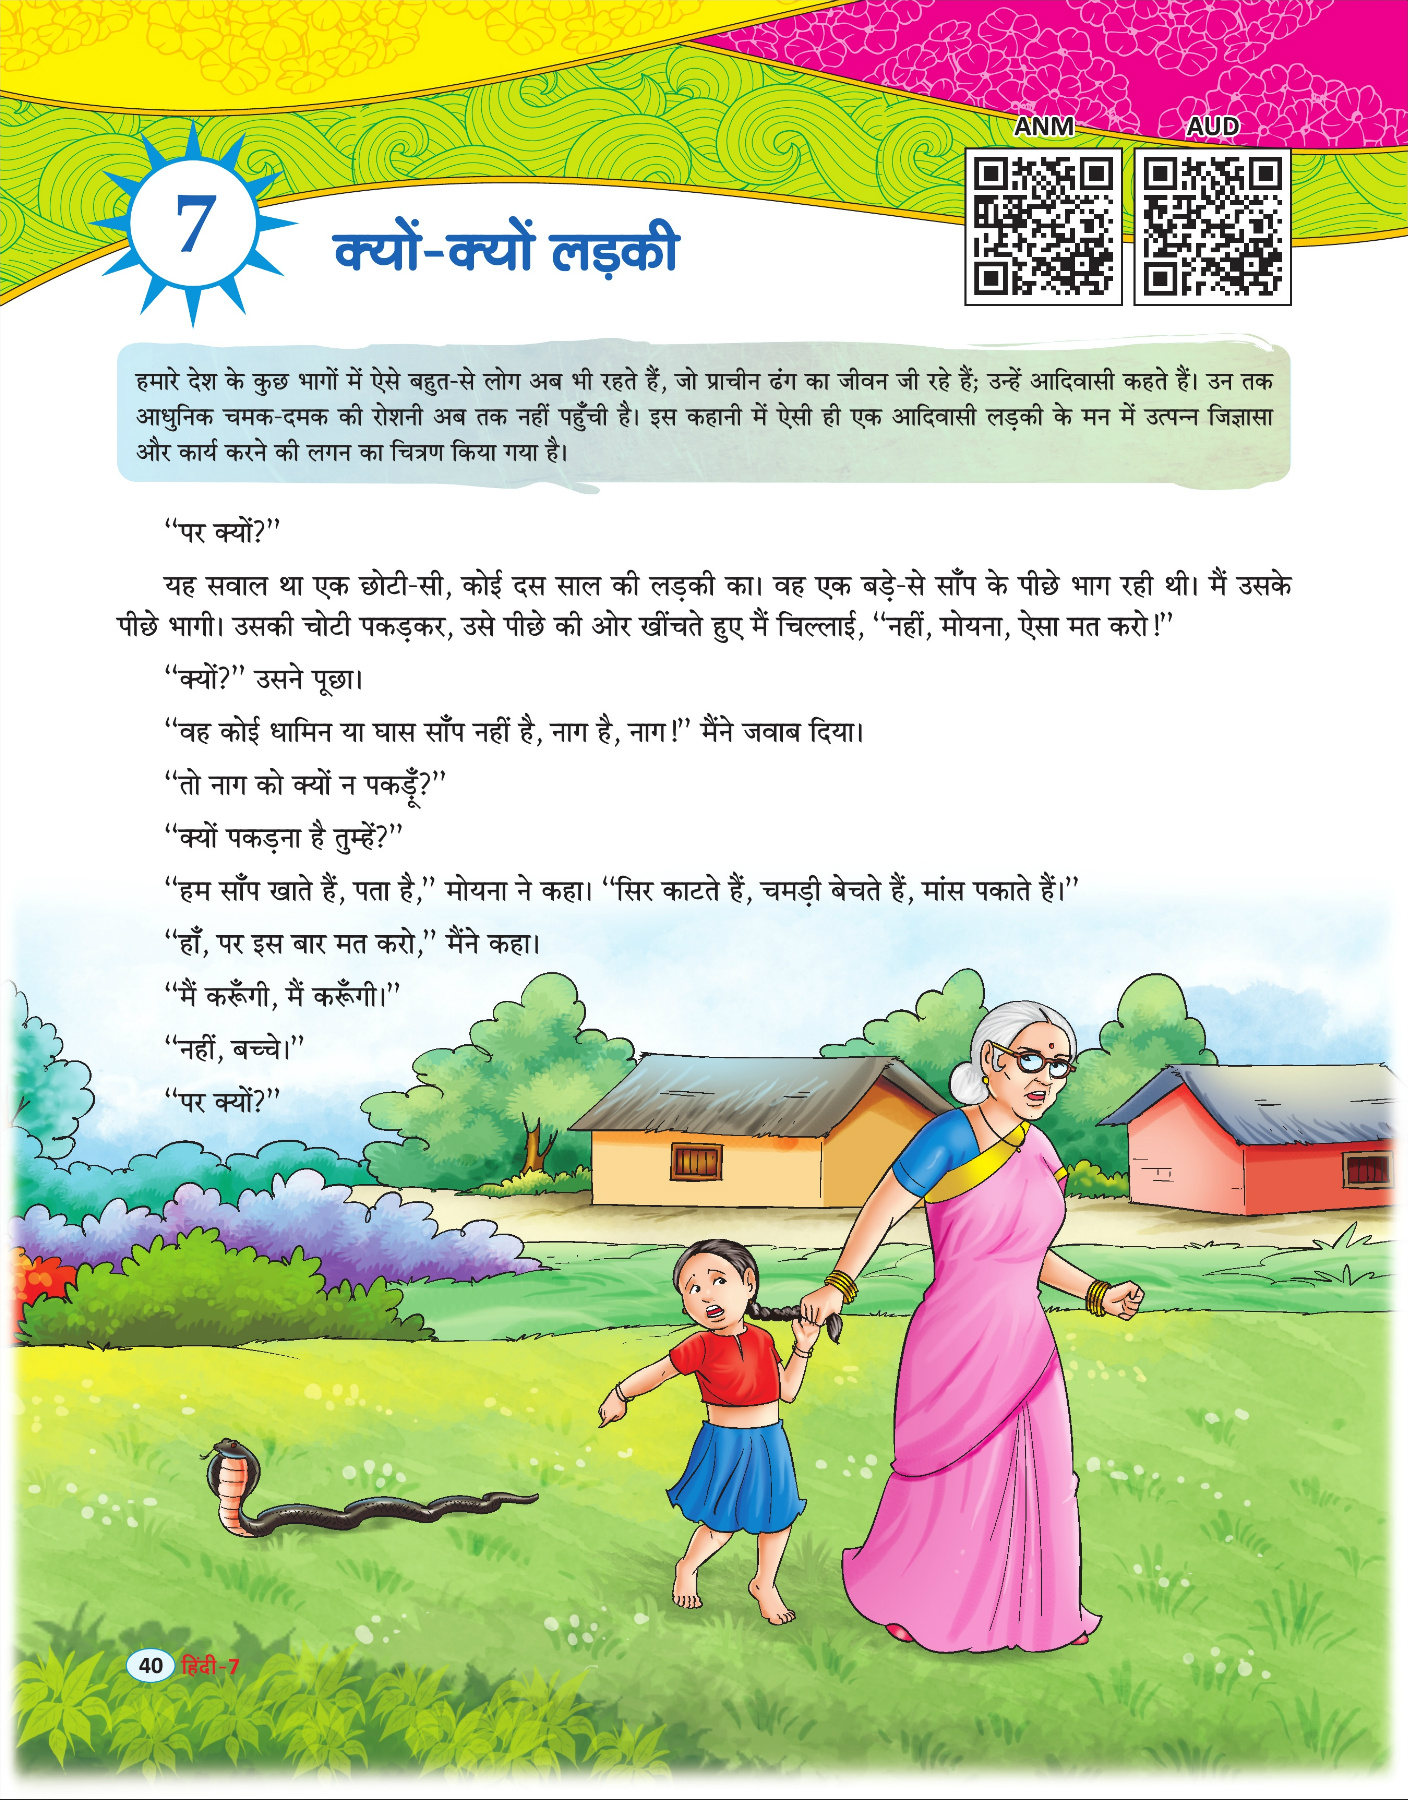 ANM
AUD
7
क्यों-क्यों लड़की
हमारे देश के कुछ भागों में ऐसे बहुत-से लोग अब भी रहते हैं, जो प्राचीन ढंग का जीवन जी रहे हैं; उन्हें आदिवासी कहते हैं। उन तक
आधुनिक चमक-दमक की रोशनी अब तक नहीं पहुँची है। इस कहानी में ऐसी ही एक आदिवासी लड़की के मन में उत्पन्न जिज्ञासा
और कार्य करने की लगन का चित्रण किया गया है।
“पर क्यों?”
यह सवाल था एक छोटी-सी, कोई दस साल की लड़की का। वह एक बड़े-से साँप के पीछे भाग रही थी। मैं उसके
पीछे भागी। उसकी चोटी पकड़कर, उसे पीछे की ओर खींचते हुए मैं चिल्लाई, “नहीं, मोयना, ऐसा मत करो!”
“क्यों?” उसने पूछा।
“वह कोई धामिन या घास साँप नहीं है, नाग है, नाग!” मैंने जवाब दिया।
“तो नाग को क्यों न पकड़ूँ?”
“क्यों पकड़ना है तुम्हें?”
“हम साँप खाते हैं, पता है,” मोयना ने कहा। “सिर काटते हैं, चमड़ी बेचते हैं, मांस पकाते हैं।”
“हाँ, पर इस बार मत करो,” मैंने कहा।
“मैं करूँगी, मैं करूँगी।”
“नहीं, बच्चे।”
“पर क्यों?”
40 हिंदी-7